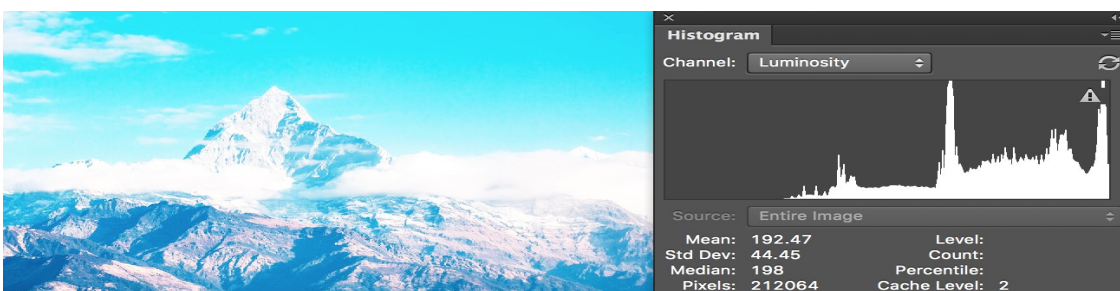 Histogram
Channel: Luminosity
Source: Entire Image
Mean: 192.47 Level:
Std Dev: 44.45 Count:
Median: 198 Percentile:
Pixels: 212064 Cache Level: 2